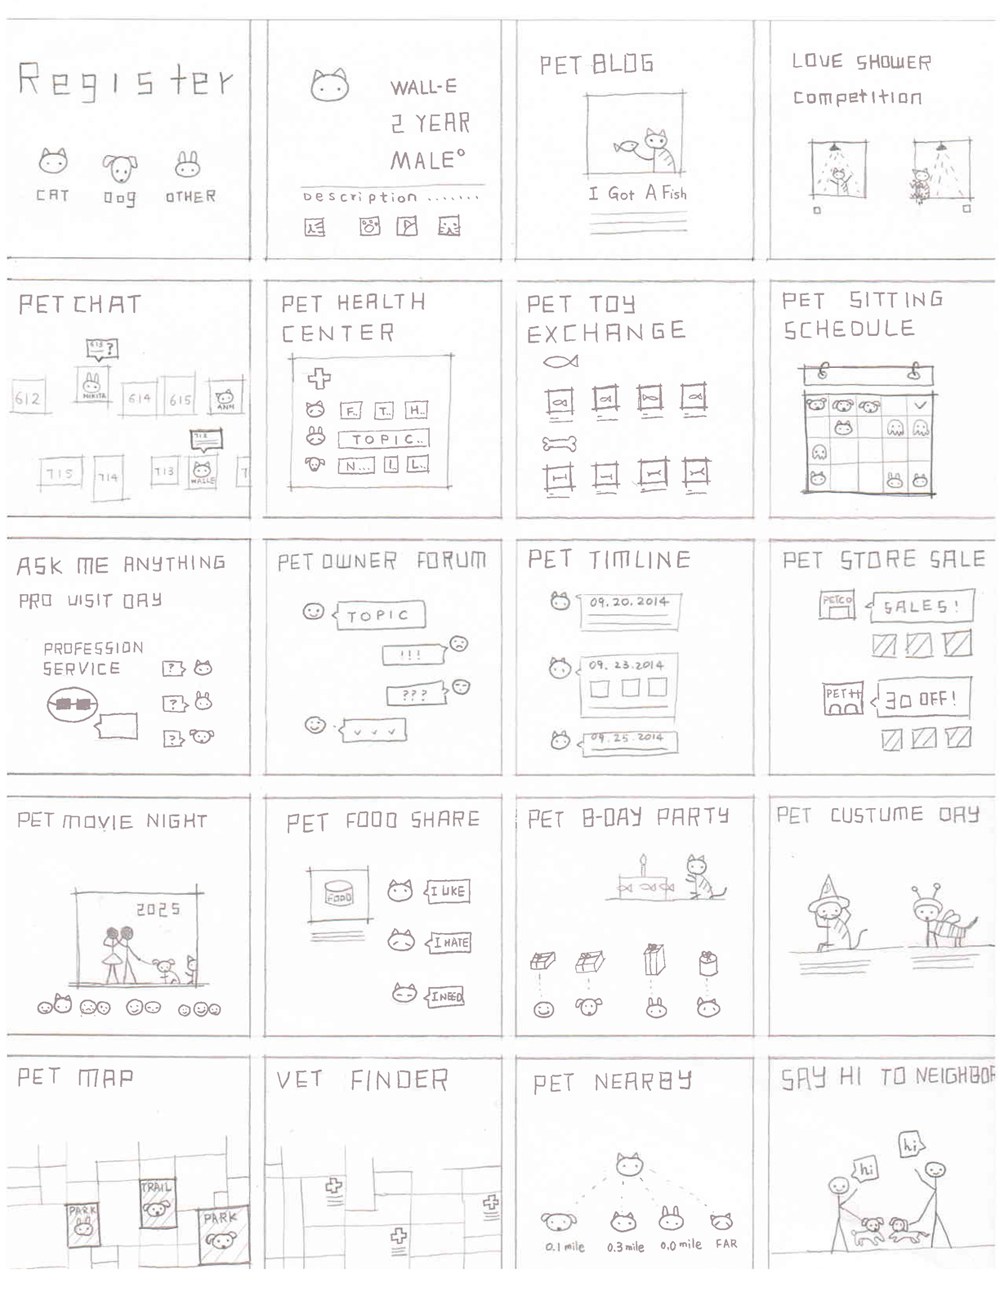 Register
CAT Dog OTHER
WALL-E
2 YEAR
MALE°
Description .......
PET BLOG
I Got A Fish
LOVE SHOWER
Competition
PET CHAT
613 ?
612 NIKITA 614 615 ANN
712
715 714 713 WALLE 7
PET HEALTH
CENTER
F.. T.. H..
TOPIC..
N... I.. L..
PET TOY
EXCHANGE
PET SITTING
SCHEDULE
ASK ME ANYTHING
PRO VISIT DAY
PROFESSION
SERVICE
?
?
?
PET OWNER FORUM
TOPIC
!!!
???
PET TIMLINE
09.20.2014
09.23.2014
09.25.2014
PET STORE SALE
PETCO SALES!
PET H 30 OFF!
PET MOVIE NIGHT
2025
PET FOOD SHARE
FOOD
I LIKE
I HATE
I NEED
PET B-DAY PARTY
PET CUSTUME DAY
PET MAP
TRAIL
PARK
PARK
VET FINDER
PET NEARBY
0.1 mile 0.3 mile 0.0 mile FAR
SAY HI TO NEIGHBOR
hi
hi